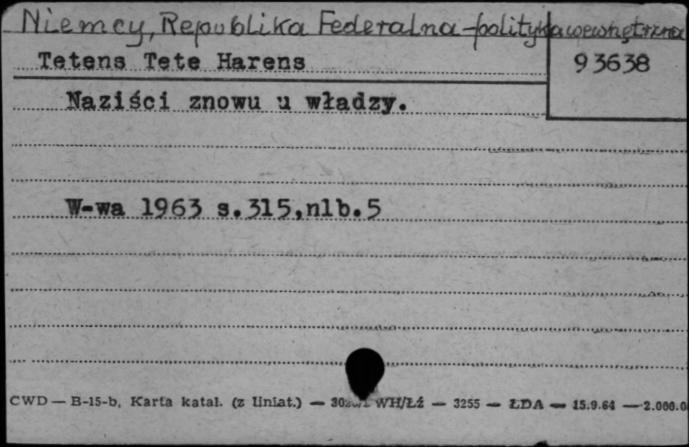 Niemcy, Republika Federalna - polityka wewnętrzna
Tetens Tete Harens
93638
Naziści znowu u władzy.
W-wa 1963 s.315,nlb.5
CWD — B-15-b, Karta katal. (z liniat.) — WH/Łź — 3255 — ŁDA — 15.9.64 — 2.000.0